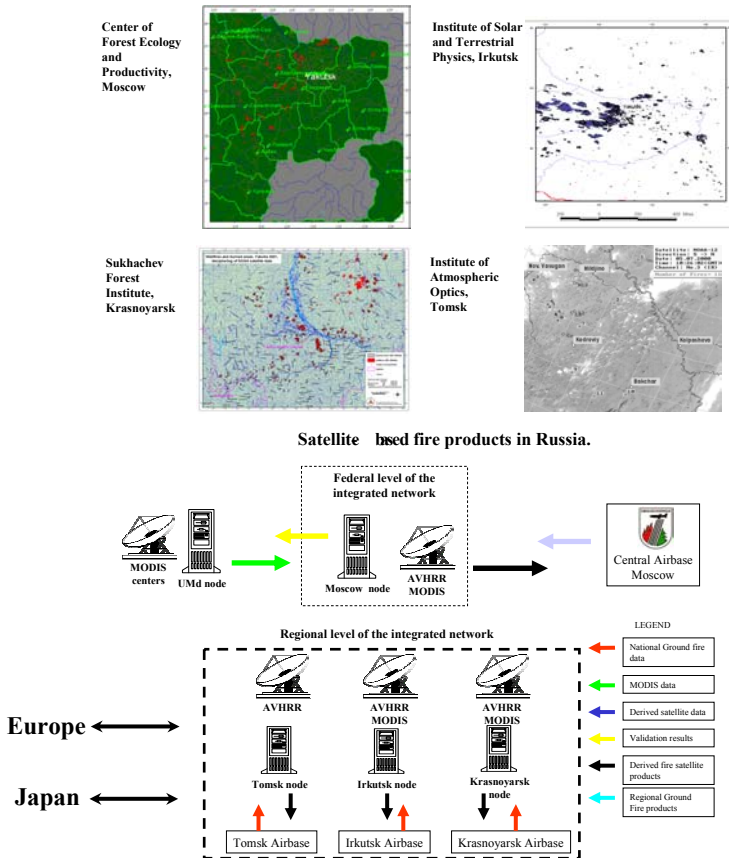 Center of
Forest Ecology
and
Productivity,
Moscow
Institute of Solar
and Terrestrial
Physics, Irkutsk
Sukhachev
Forest
Institute,
Krasnoyarsk
Institute of
Atmospheric
Optics,
Tomsk
Satellite based fire products in Russia.
Federal level of the
integrated network
MODIS
centers
UMd node
Moscow node
AVHRR
MODIS
Central Airbase
Moscow
Regional level of the integrated network
AVHRR
AVHRR
MODIS
AVHRR
MODIS
Tomsk node
Irkutsk node
Krasnoyarsk
node
Tomsk Airbase
Irkutsk Airbase
Krasnoyarsk Airbase
Europe
Japan
LEGEND
National Ground fire
data
MODIS data
Derived satellite data
Validation results
Derived fire satellite
products
Regional Ground
Fire products